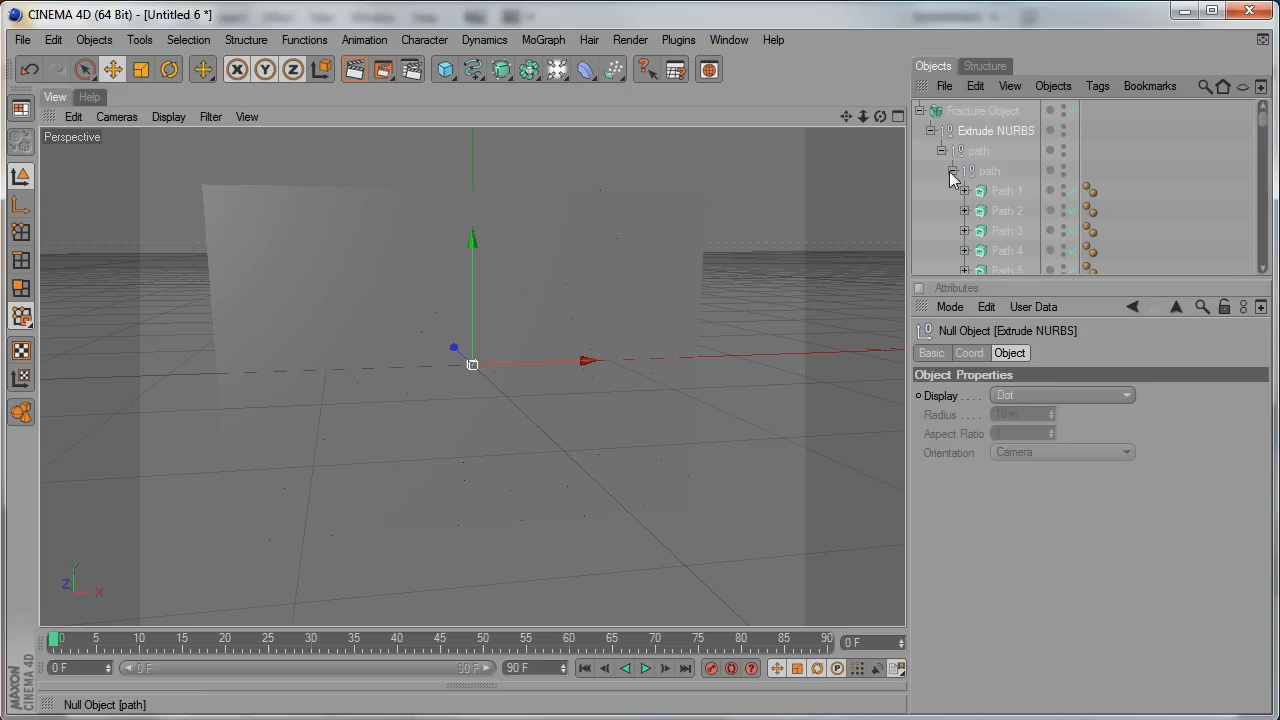 CINEMA 4D (64 Bit) - [Untitled 6 *]
File Edit Objects Tools Selection Structure Functions Animation Character Dynamics MoGraph Hair Render Plugins Window Help
Objects Structure
File Edit View Objects Tags Bookmarks
View Help
Edit Cameras Display Filter View
Perspective
Fracture Object
Extrude NURBS
path
path
Path 1
Path 2
Path 3
Path 4
Path 5
Attributes
Mode Edit User Data
Null Object [Extrude NURBS]
Basic Coord. Object
Object Properties
Display . . . . Dot
Radius . . . . 10 m
Aspect Ratio 1
Orientation Camera
Y
Z X
0 5 10 15 20 25 30 35 40 45 50 55 60 65 70 75 80 85 90 0 F
0 F 0 F 90 F 90 F
MAXON CINEMA 4D
Null Object [path]